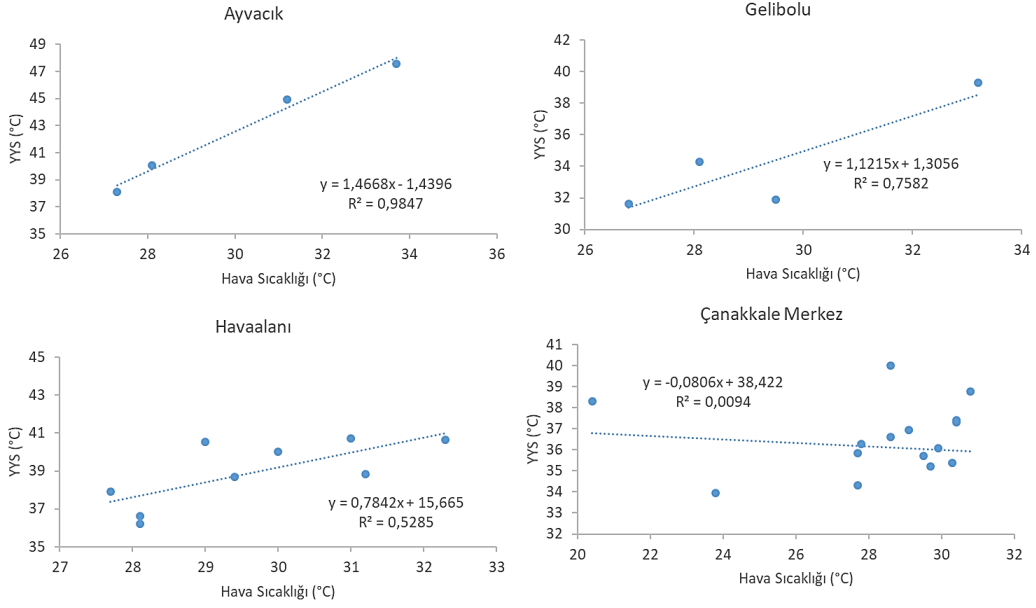 Ayvacık
49
47
45
43
41
39
37
35
YYS (°C)
y = 1,4668x - 1,4396
R² = 0,9847
26 28 30 32 34 36
Hava Sıcaklığı (°C)
Gelibolu
42
40
38
36
34
32
30
YYS (°C)
y = 1,1215x + 1,3056
R² = 0,7582
26 28 30 32 34
Hava Sıcaklığı (°C)
Havaalanı
45
43
41
39
37
35
YYS (°C)
y = 0,7842x + 15,665
R² = 0,5285
27 28 29 30 31 32 33
Hava Sıcaklığı (°C)
Çanakkale Merkez
41
40
39
38
37
36
35
34
33
32
YYS (°C)
y = -0,0806x + 38,422
R² = 0,0094
20 22 24 26 28 30 32
Hava Sıcaklığı (°C)